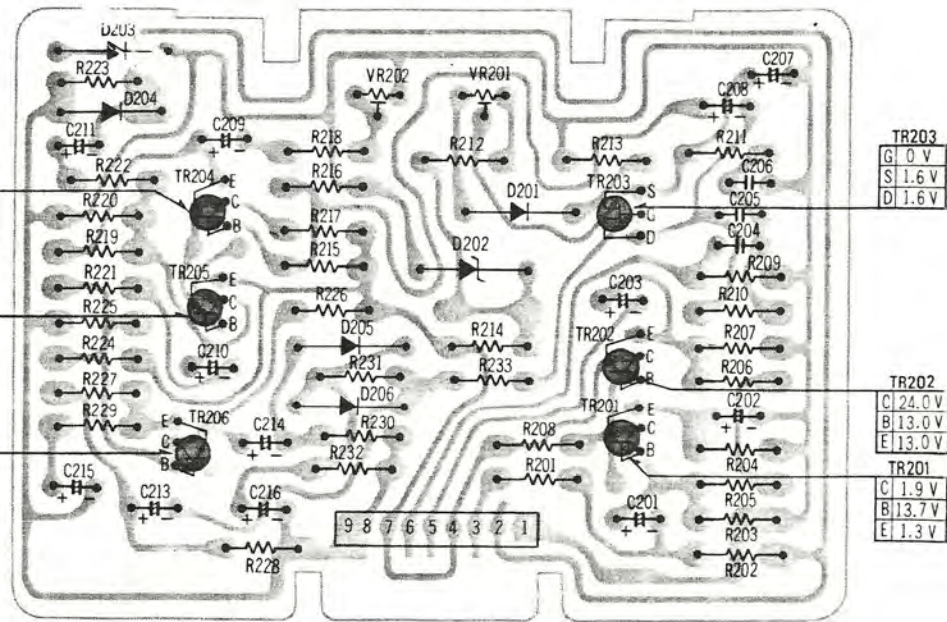 D203
R223
D204
C211
C209
R222
TR204
E
C
B
R220
R219
R221
TR205
E
C
B
R225
R224
C210
R227
R229
TR206
E
C
B
C214
C215
+ -
C213
+ -
C216
+ -
R228
VR202
VR201
R218
R216
R217
R215
R226
D205
R231
D206
R230
R232
R212
R213
D201
D202
R214
R233
R208
R201
9 8 7 6 5 4 3 2 1
C207
+ -
C208
+ -
R211
C206
TR203
S
G
D
C205
C204
R209
C203
+ -
R210
TR202
E
C
B
R207
R206
TR201
E
C
B
C202
+ -
R204
R205
C201
+ -
R203
R202
TR203
G 0 V
S 1.6 V
D 1.6 V
TR202
C 24.0 V
B 13.0 V
E 13.0 V
TR201
C 1.9 V
B 13.7 V
E 1.3 V